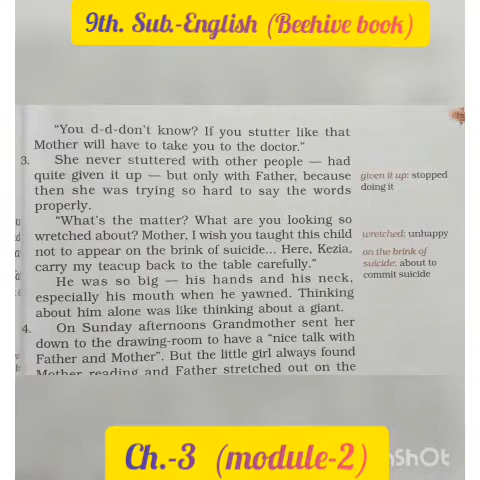 9th. Sub.-English (Beehive book)
"You d-d-don't know? If you stutter like that
Mother will have to take you to the doctor."
3. She never stuttered with other people — had
quite given it up — but only with Father, because
then she was trying so hard to say the words
properly.
given it up: stopped
doing it
"What's the matter? What are you looking so
wretched about? Mother, I wish you taught this child
not to appear on the brink of suicide... Here, Kezia,
carry my teacup back to the table carefully."
wretched: unhappy
on the brink of
suicide: about to
commit suicide
He was so big — his hands and his neck,
especially his mouth when he yawned. Thinking
about him alone was like thinking about a giant.
4. On Sunday afternoons Grandmother sent her
down to the drawing-room to have a "nice talk with
Father and Mother". But the little girl always found
Mother reading and Father stretched out on the
Ch.-3 (module-2)